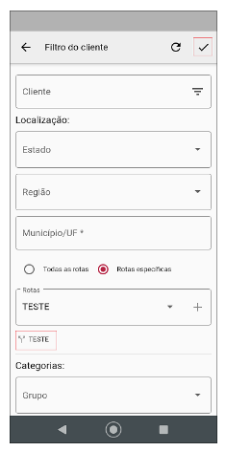 Filtro do cliente
Cliente
Localização:
Estado
Região
Município/UF *
Todas as rotas
Rotas específicas
Rotas
TESTE
TESTE
Categorias:
Grupo